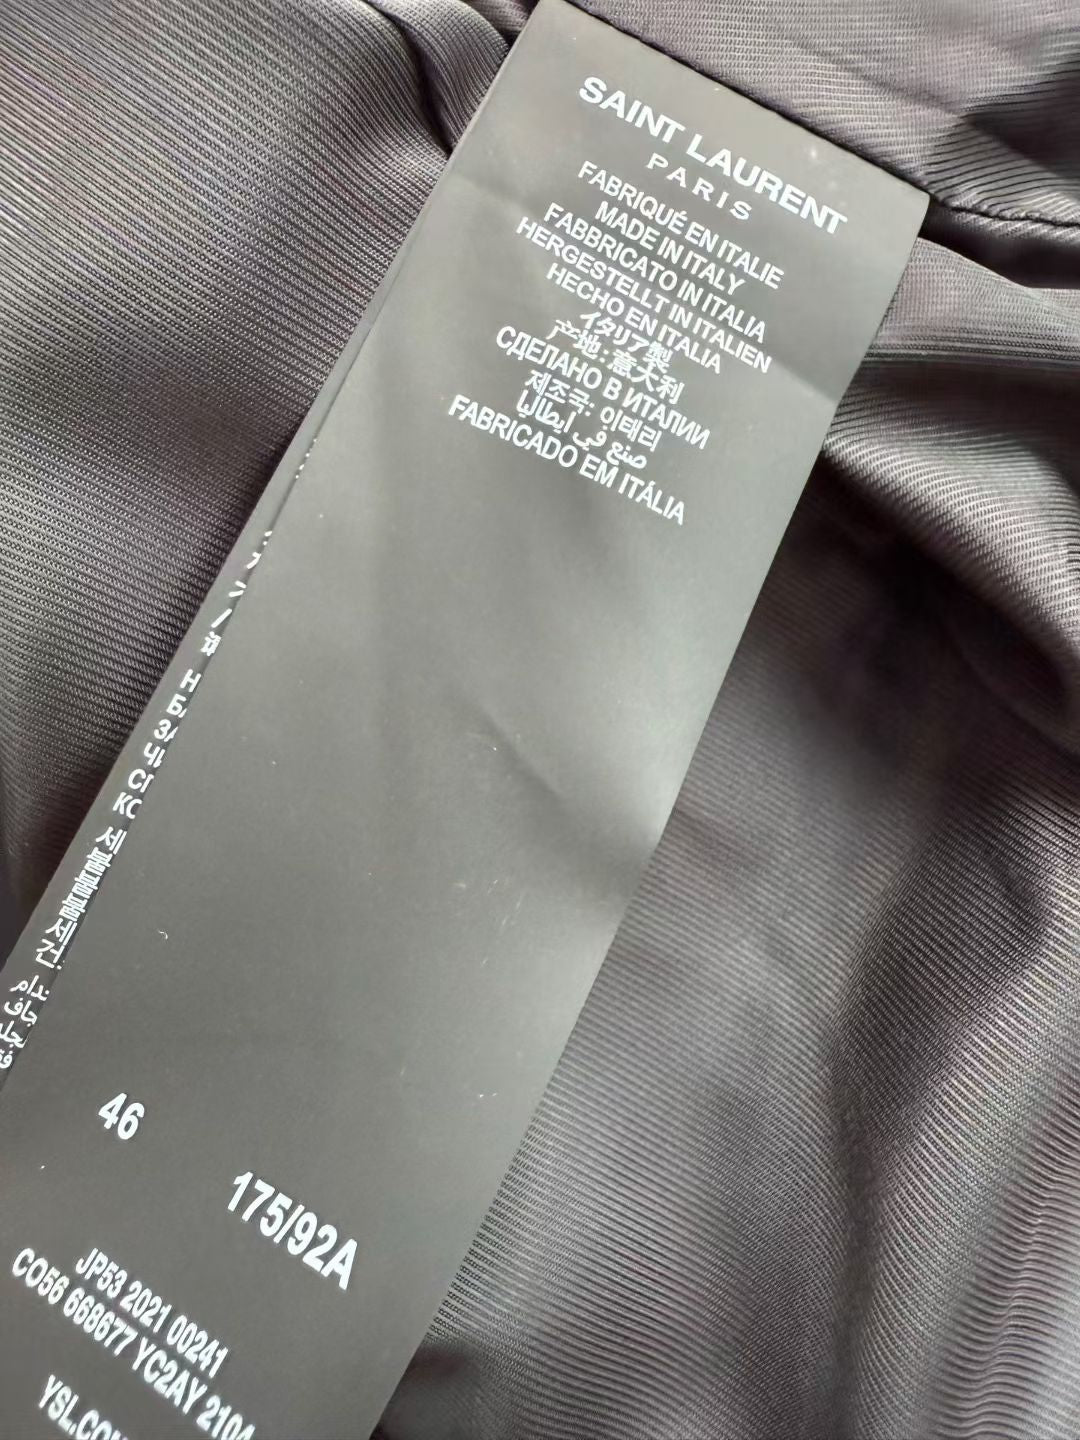 SAINT LAURENT
PARIS
FABRIQUÉ EN ITALIE
MADE IN ITALY
FABBRICATO IN ITALIA
HERGESTELLT IN ITALIEN
HECHO EN ITALIA
イタリア製
产地:意大利
СДЕЛАНО В ИТАЛИИ
제조국: 이태리
صنع في ايطاليا
FABRICADO EM ITÁLIA
46
175/92A
JP53 2021 00241
CO56 668677 YC2AY 2104
YSL.COM